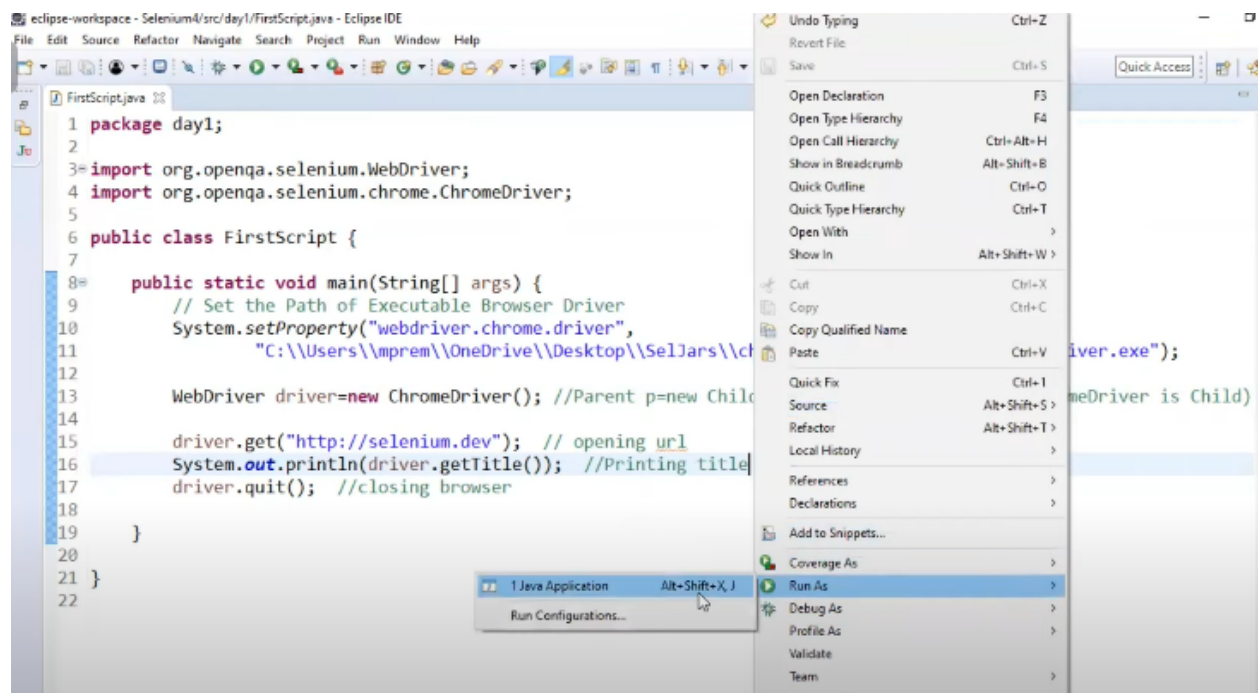 eclipse-workspace - Selenium4/src/day1/FirstScript.java - Eclipse IDE
File Edit Source Refactor Navigate Search Project Run Window Help
Quick Access
FirstScript.java
1 package day1;
2
3 import org.openqa.selenium.WebDriver;
4 import org.openqa.selenium.chrome.ChromeDriver;
5
6 public class FirstScript {
7
8 public static void main(String[] args) {
9 // Set the Path of Executable Browser Driver
10 System.setProperty("webdriver.chrome.driver",
11 "C:\\Users\\mprem\\OneDrive\\Desktop\\SelJars\\ch iver.exe");
12
13 WebDriver driver=new ChromeDriver(); //Parent p=new Chil meDriver is Child)
14
15 driver.get("http://selenium.dev"); // opening url
16 System.out.println(driver.getTitle()); //Printing title
17 driver.quit(); //closing browser
18
19 }
20
21 }
22
Undo Typing Ctrl+Z
Revert File
Save Ctrl+S
Open Declaration F3
Open Type Hierarchy F4
Open Call Hierarchy Ctrl+Alt+H
Show in Breadcrumb Alt+Shift+B
Quick Outline Ctrl+O
Quick Type Hierarchy Ctrl+T
Open With >
Show In Alt+Shift+W >
Cut Ctrl+X
Copy Ctrl+C
Copy Qualified Name
Paste Ctrl+V
Quick Fix Ctrl+1
Source Alt+Shift+S >
Refactor Alt+Shift+T >
Local History >
References >
Declarations >
Add to Snippets...
Coverage As >
Run As >
Debug As >
Profile As >
Validate
Team >
1 Java Application Alt+Shift+X, J
Run Configurations...